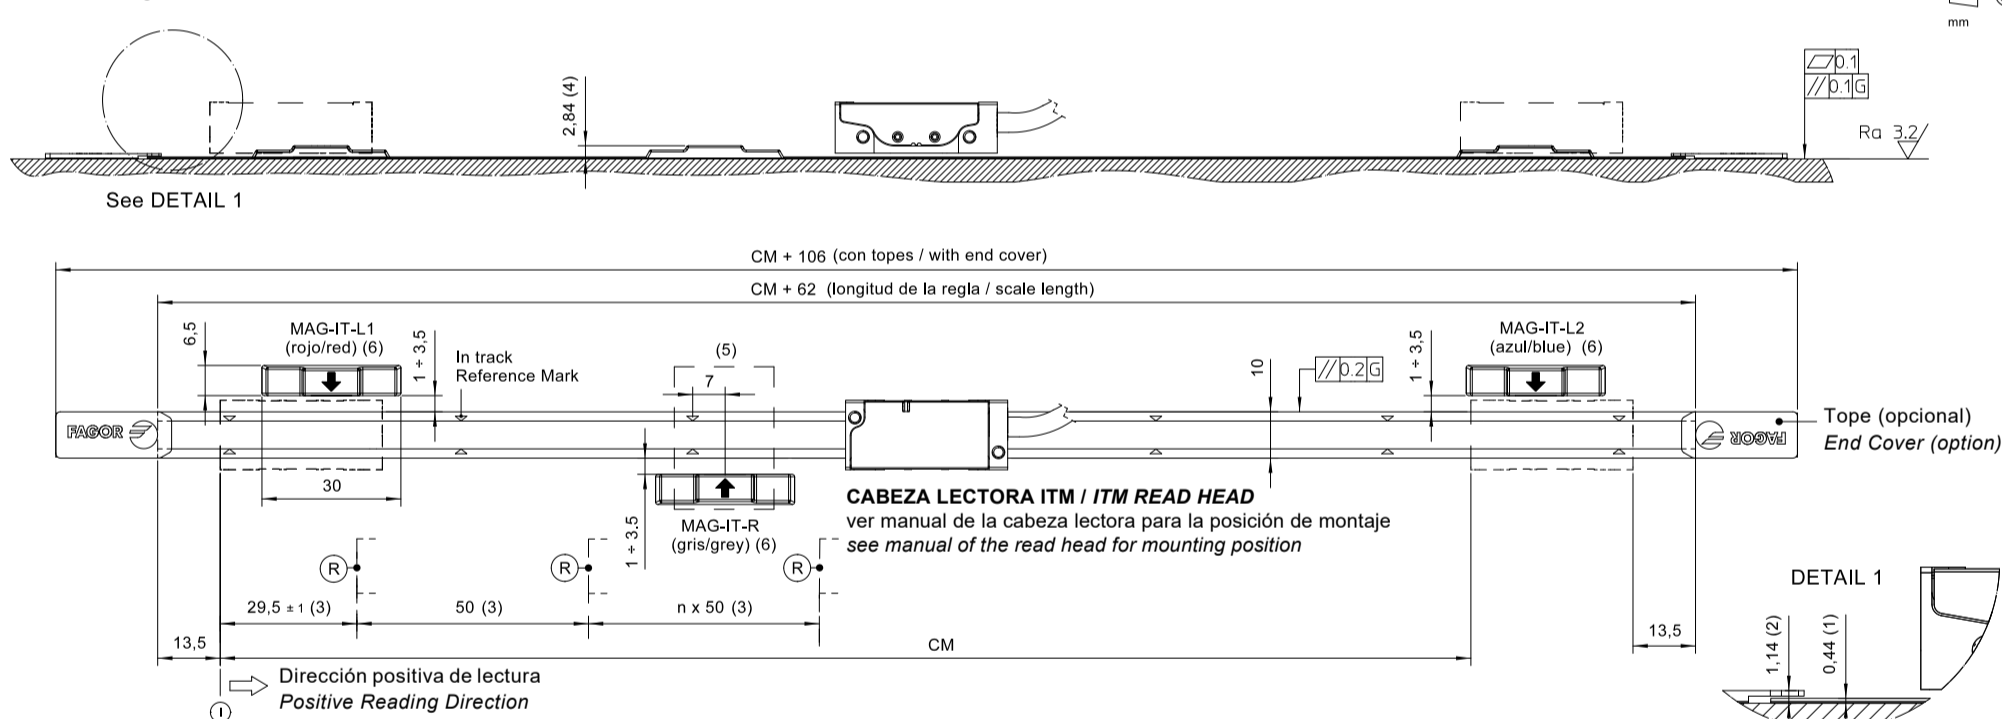 mm
0.1
// 0.1 G
2,84 (4)
Ra 3.2
See DETAIL 1
CM + 106 (con topes / with end cover)
CM + 62 (longitud de la regla / scale length)
6,5
MAG-IT-L1
(rojo/red) (6)
1 ÷ 3,5
In track
Reference Mark
(5)
7
10
// 0.2 G
1 ÷ 3,5
MAG-IT-L2
(azul/blue) (6)
FAGOR
FAGOR
Tope (opcional)
End Cover (option)
30
MAG-IT-R
(gris/grey) (6)
1 ÷ 3.5
CABEZA LECTORA ITM / ITM READ HEAD
ver manual de la cabeza lectora para la posición de montaje
see manual of the read head for mounting position
R
R
R
29,5 ± 1 (3)
50 (3)
n x 50 (3)
13,5
CM
13,5
Dirección positiva de lectura
Positive Reading Direction
DETAIL 1
1,14 (2)
0,44 (1)